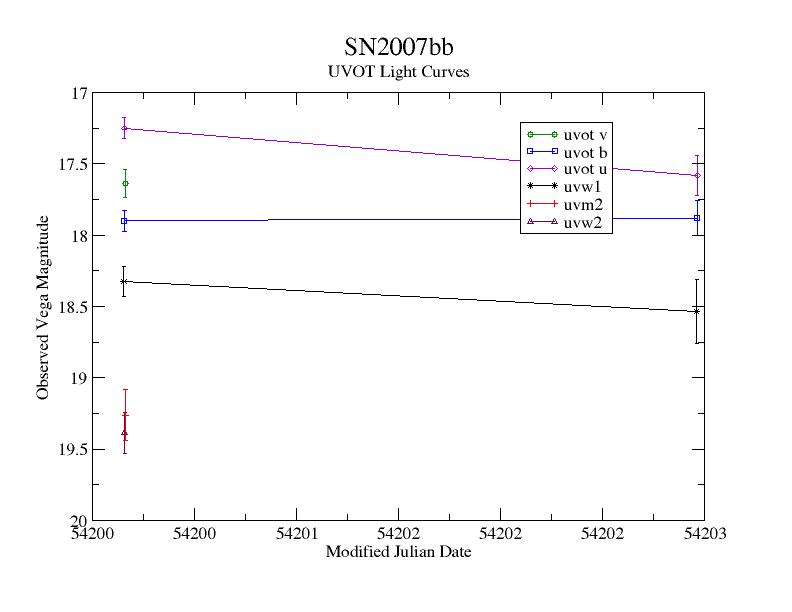 SN2007bb
UVOT Light Curves
17
17.5
18
18.5
19
19.5
20
Observed Vega Magnitude
uvot v
uvot b
uvot u
uvw1
uvm2
uvw2
54200 54200 54201 54202 54202 54202 54203
Modified Julian Date